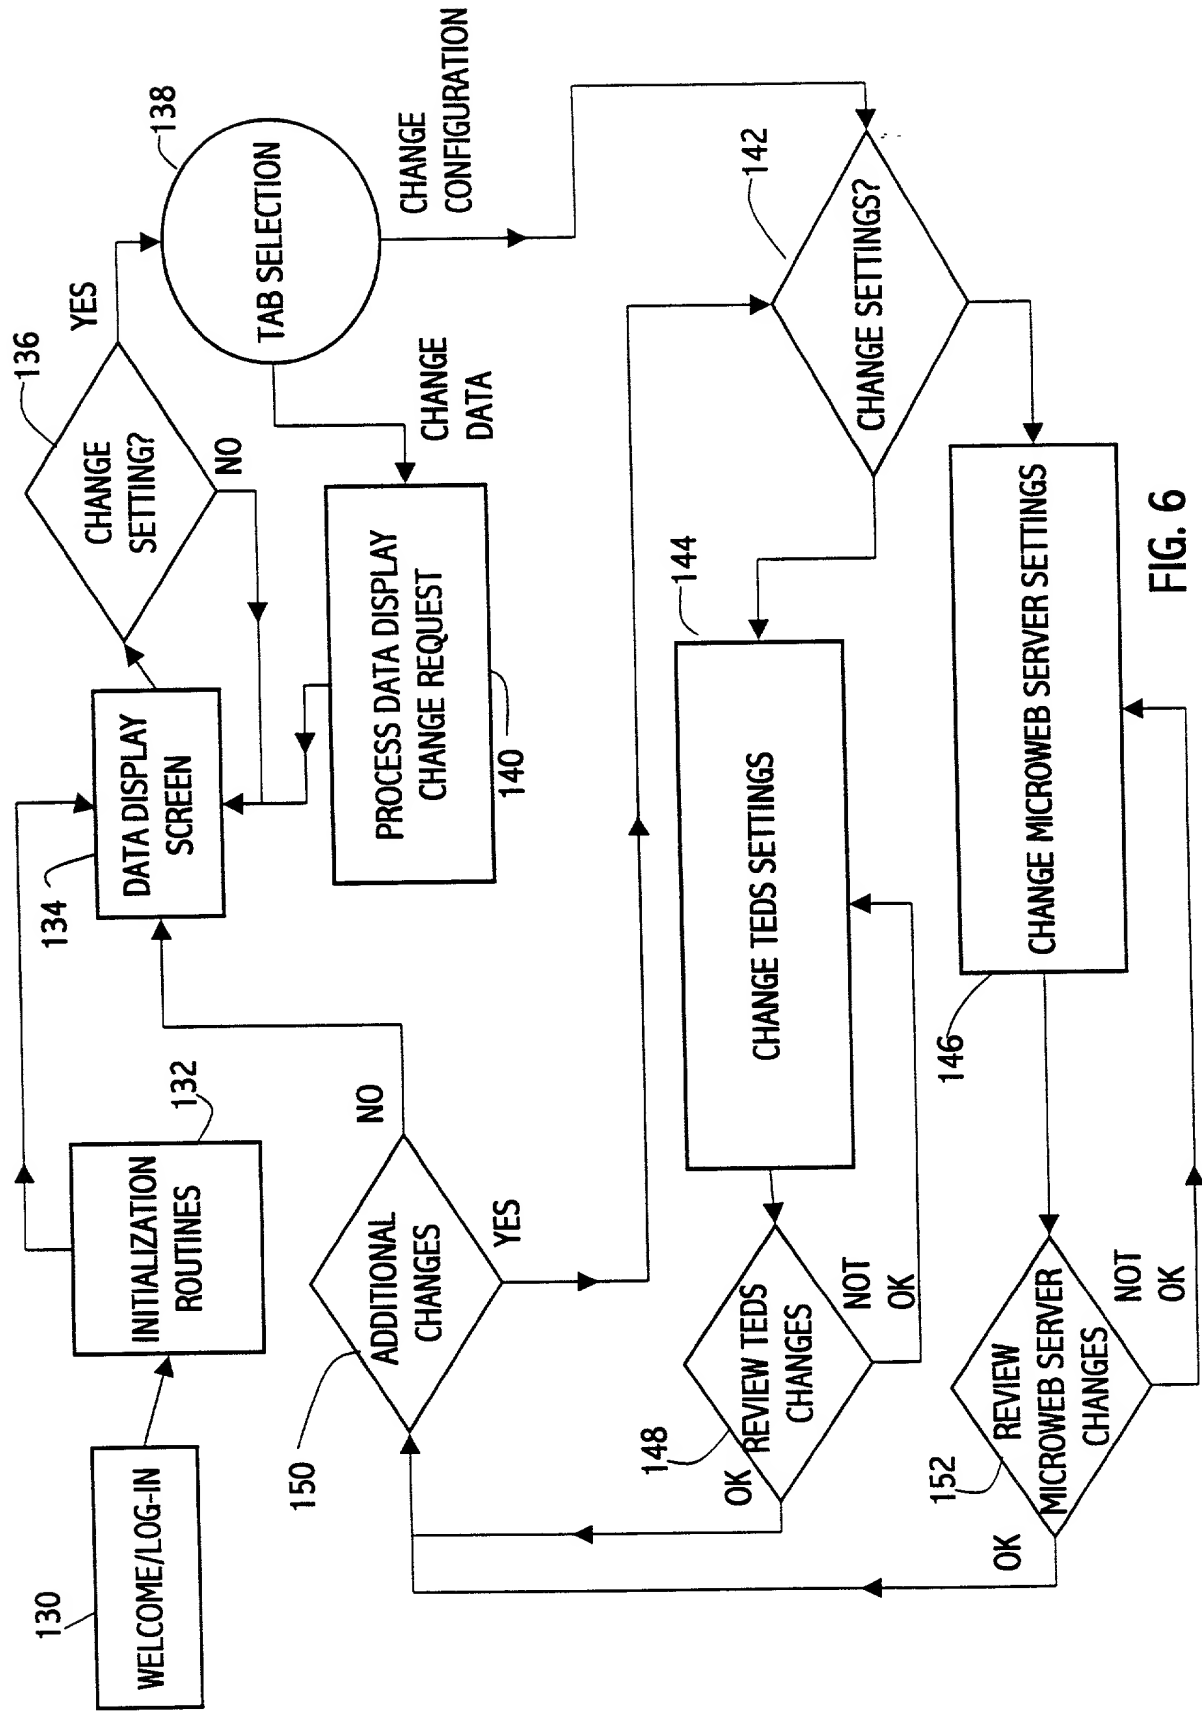 130
WELCOME/LOG-IN
INITIALIZATION
ROUTINES
132
134
DATA DISPLAY
SCREEN
136
CHANGE
SETTING?
YES
NO
138
TAB SELECTION
CHANGE
CONFIGURATION
CHANGE
DATA
PROCESS DATA DISPLAY
CHANGE REQUEST
140
150
ADDITIONAL
CHANGES
NO
YES
142
CHANGE SETTINGS?
144
CHANGE TEDS SETTINGS
148
REVIEW TEDS
CHANGES
OK
NOT
OK
146
CHANGE MICROWEB SERVER SETTINGS
152
REVIEW
MICROWEB SERVER
CHANGES
OK
NOT
OK
FIG. 6